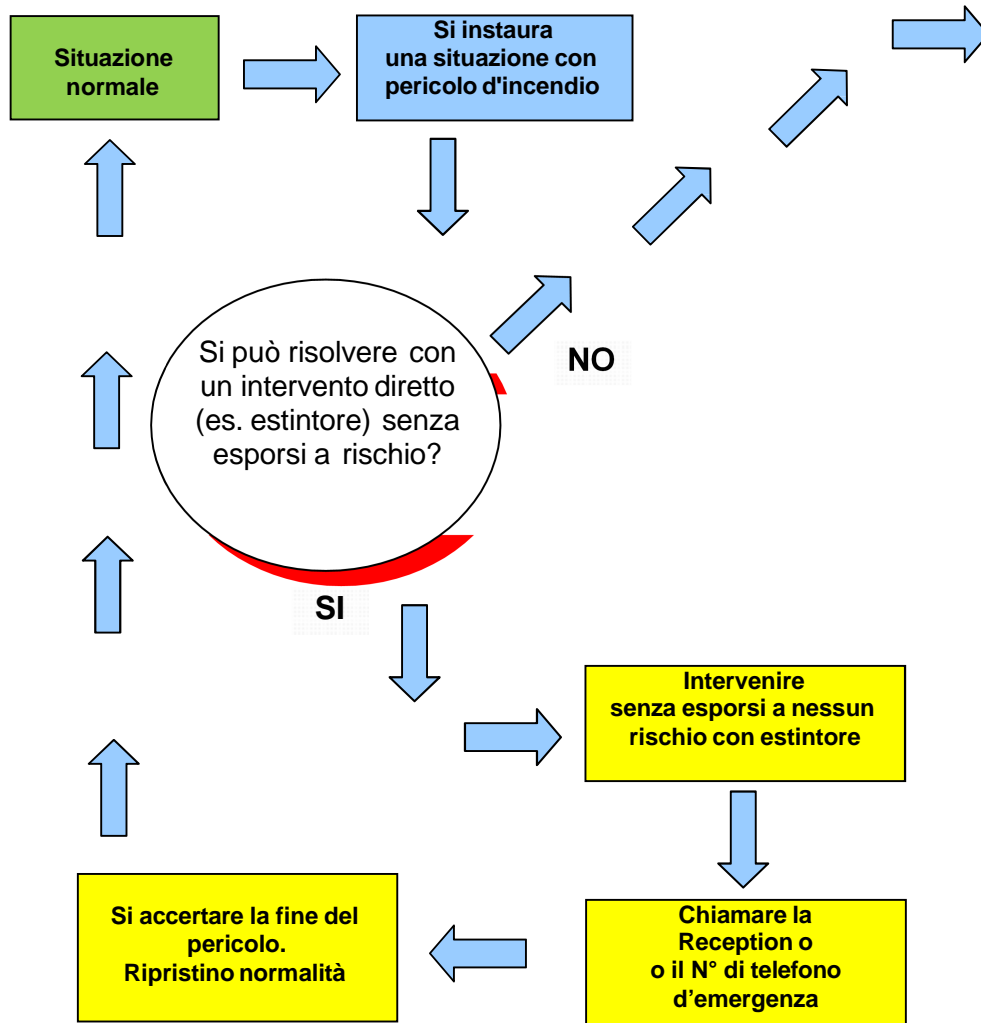 Situazione
normale
Si instaura
una situazione con
pericolo d'incendio
Si può risolvere con
un intervento diretto
(es. estintore) senza
esporsi a rischio?
NO
SI
Intervenire
senza esporsi a nessun
rischio con estintore
Chiamare la
Reception o
o il N° di telefono
d’emergenza
Si accertare la fine del
pericolo.
Ripristino normalità